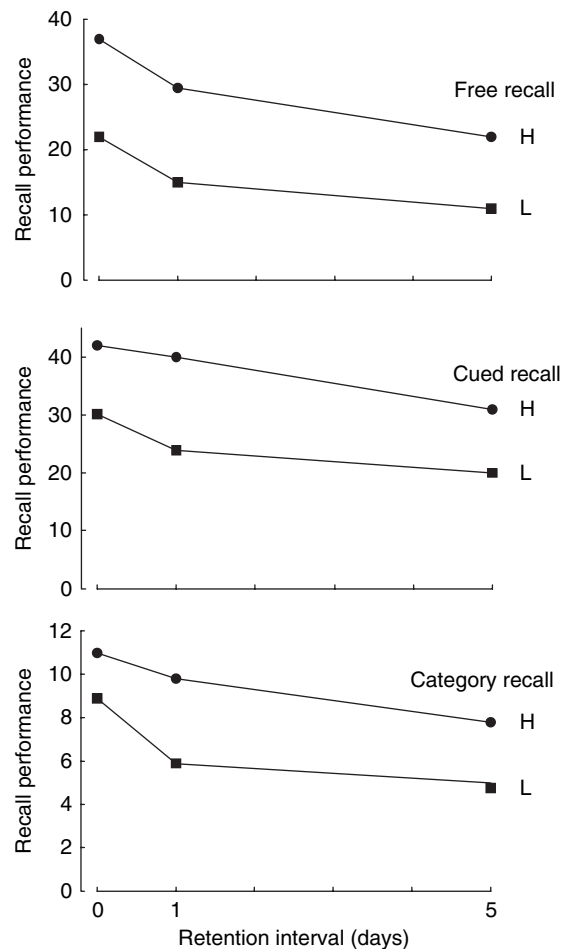 40
30
20
10
0
Recall performance
Free recall
H
L
40
30
20
10
0
Recall performance
Cued recall
H
L
12
10
8
6
4
2
0
Recall performance
Category recall
H
L
0 1 5
Retention interval (days)